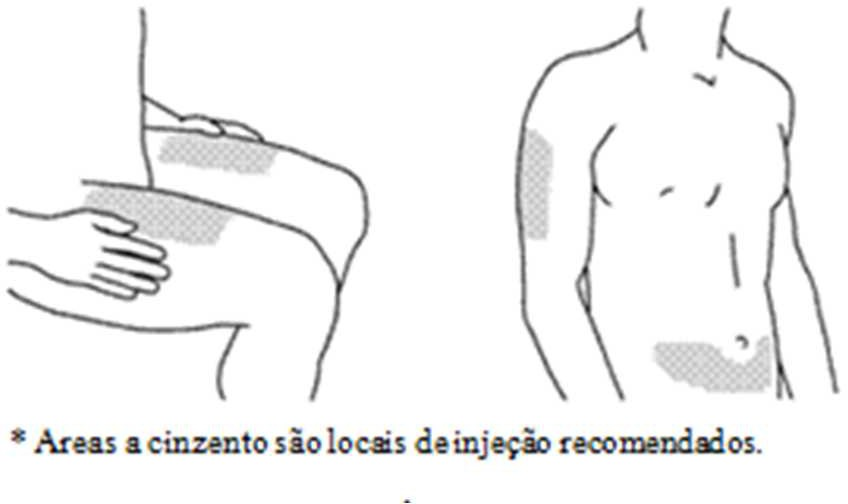 * Areas a cinzento são locais de injeção recomendados.